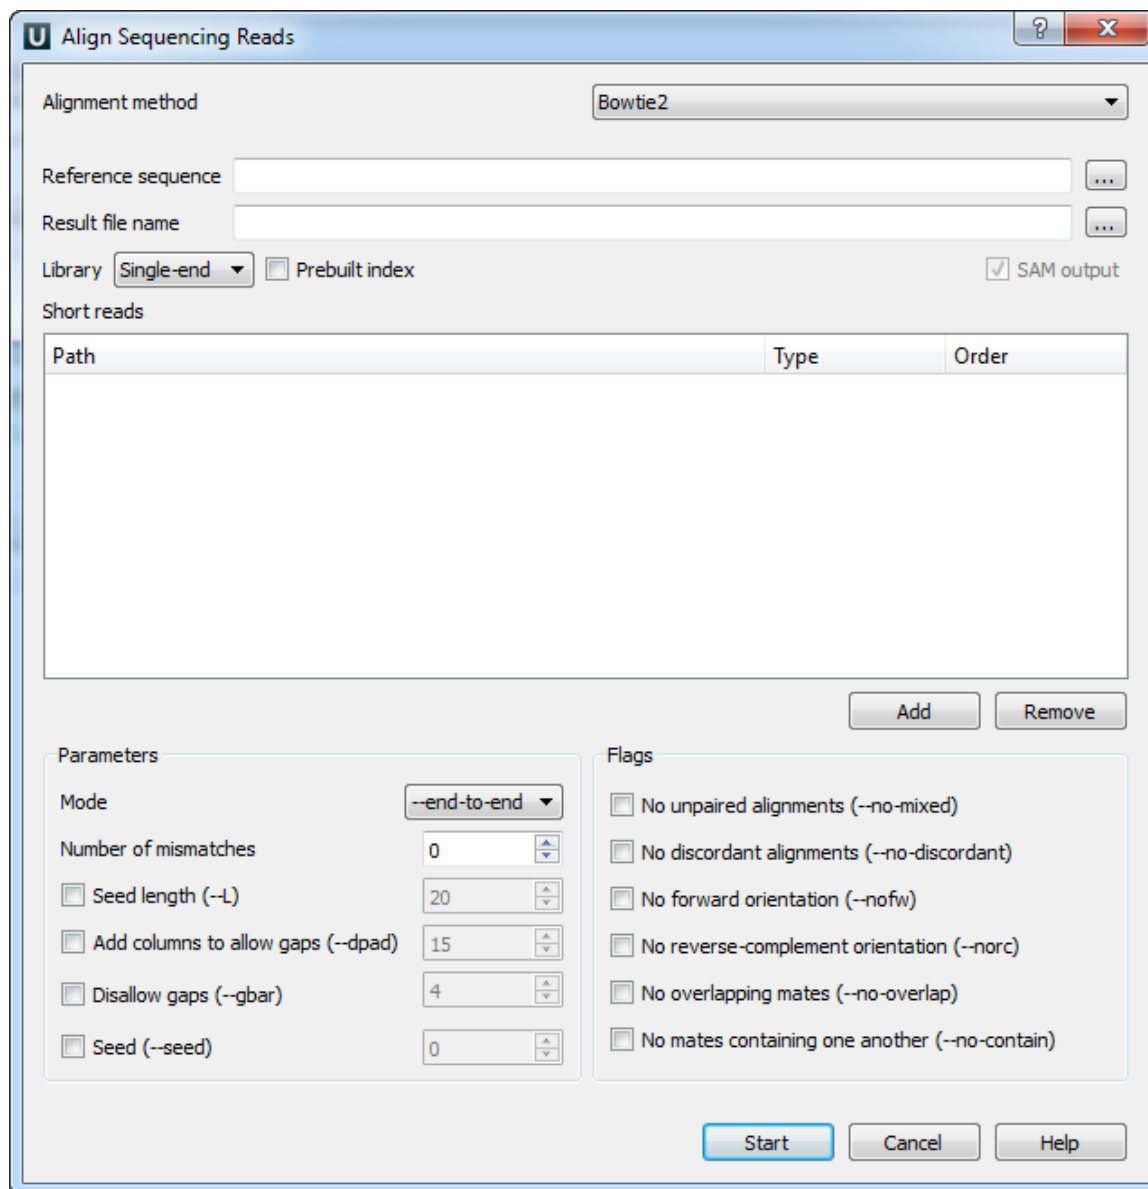 U Align Sequencing Reads ? X
Alignment method Bowtie2
Reference sequence ...
Result file name ...
Library Single-end Prebuilt index SAM output
Short reads
Path Type Order
Add Remove
Parameters Flags
Mode --end-to-end No unpaired alignments (--no-mixed)
Number of mismatches 0 No discordant alignments (--no-discordant)
Seed length (--L) 20 No forward orientation (--nofw)
Add columns to allow gaps (--dpad) 15 No reverse-complement orientation (--norc)
Disallow gaps (--gbar) 4 No overlapping mates (--no-overlap)
Seed (--seed) 0 No mates containing one another (--no-contain)
Start Cancel Help